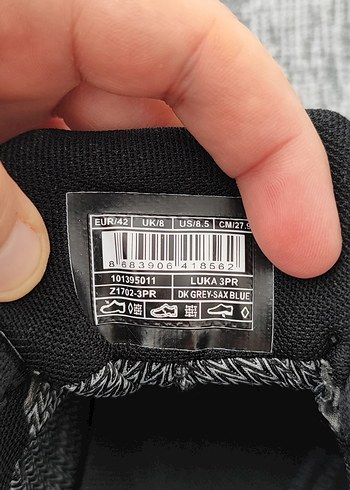 EUR/42 UK/8 US/8.5 CM/27.9
8 683906 418562
101395011 LUKA 3PR
Z1702-3PR DK GREY-SAX BLUE